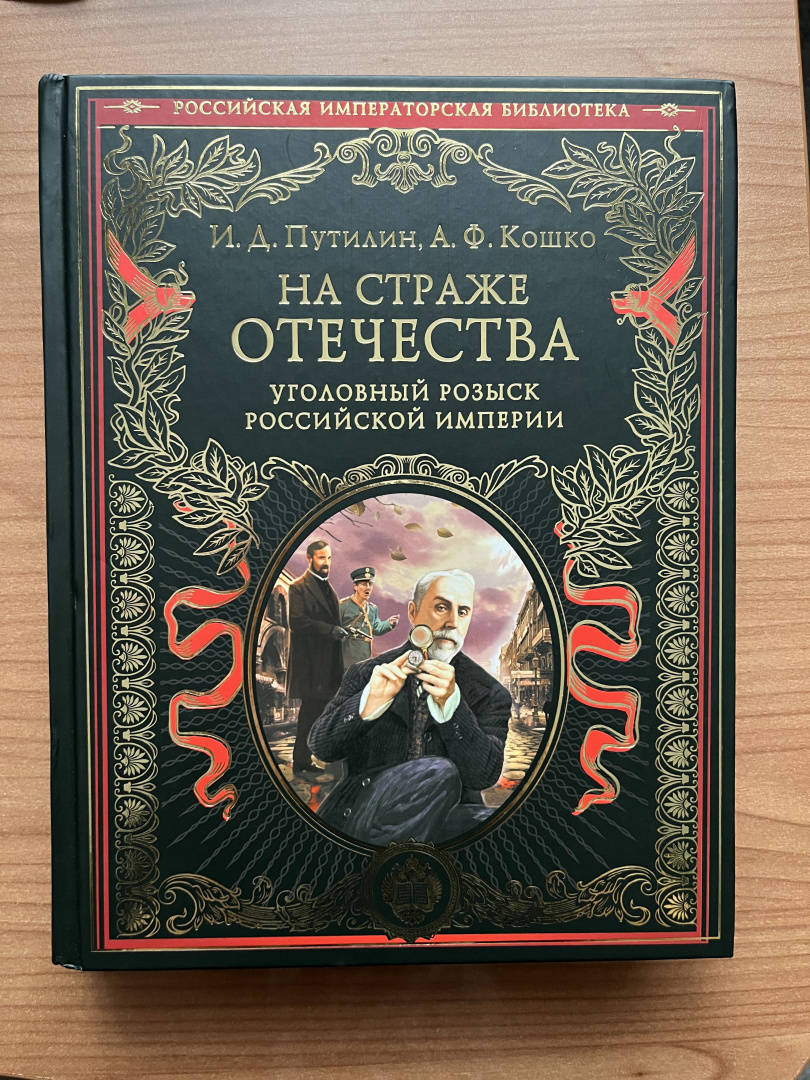 РОССИЙСКАЯ ИМПЕРАТОРСКАЯ БИБЛИОТЕКА
И. Д. Путилин, А. Ф. Кошко
НА СТРАЖЕ
ОТЕЧЕСТВА
УГОЛОВНЫЙ РОЗЫСК
РОССИЙСКОЙ ИМПЕРИИ